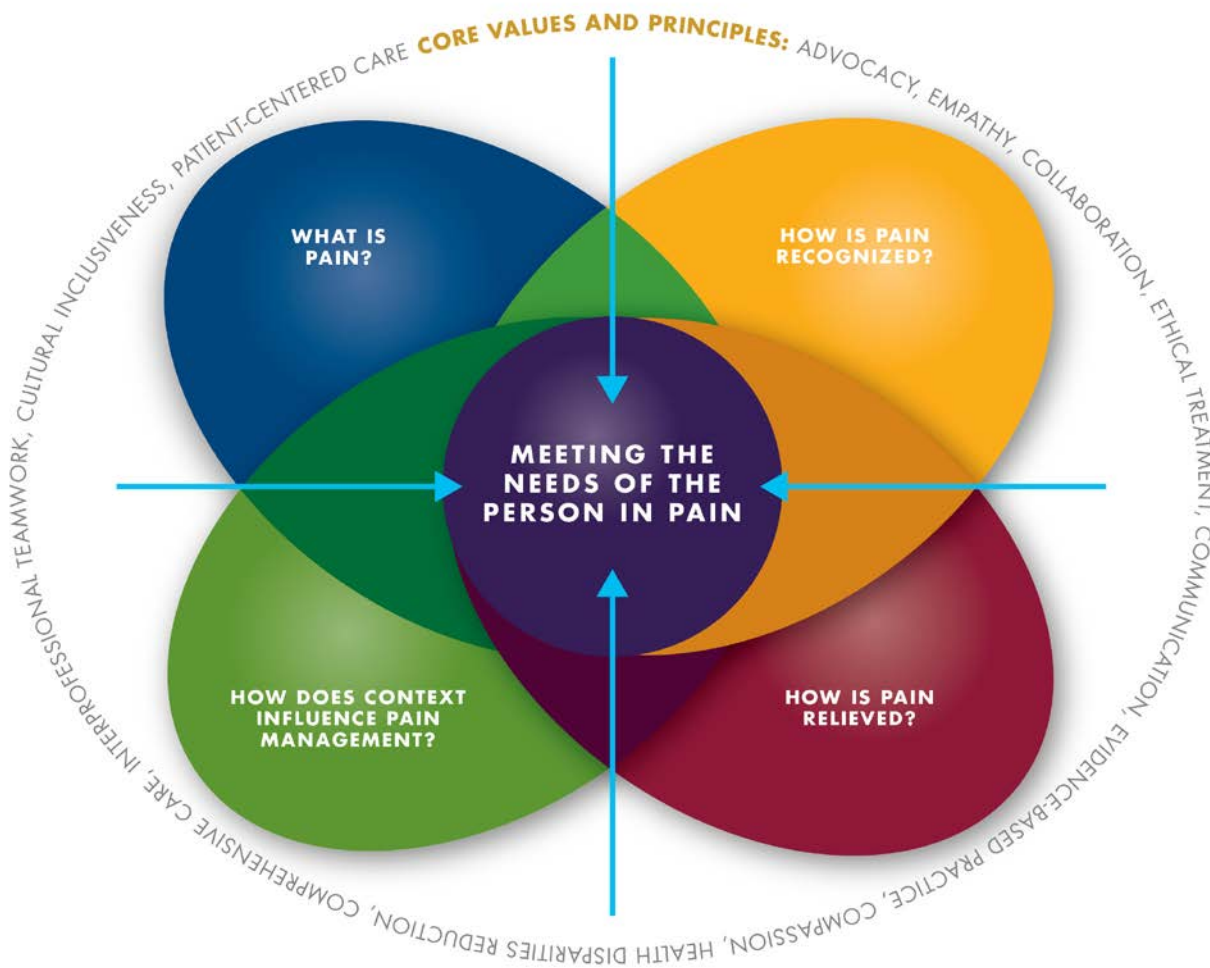 CORE VALUES AND PRINCIPLES: ADVOCACY, EMPATHY, COLLABORATION, ETHICAL TREATMENT, COMMUNICATION, EVIDENCE-BASED PRACTICE, COMPASSION, HEALTH DISPARITIES REDUCTION, COMPREHENSIVE CARE, INTERPROFESSIONAL TEAMWORK, CULTURAL INCLUSIVENESS, PATIENT-CENTERED CARE
WHAT IS
PAIN?
HOW IS PAIN
RECOGNIZED?
MEETING THE
NEEDS OF THE
PERSON IN PAIN
HOW DOES CONTEXT
INFLUENCE PAIN
MANAGEMENT?
HOW IS PAIN
RELIEVED?